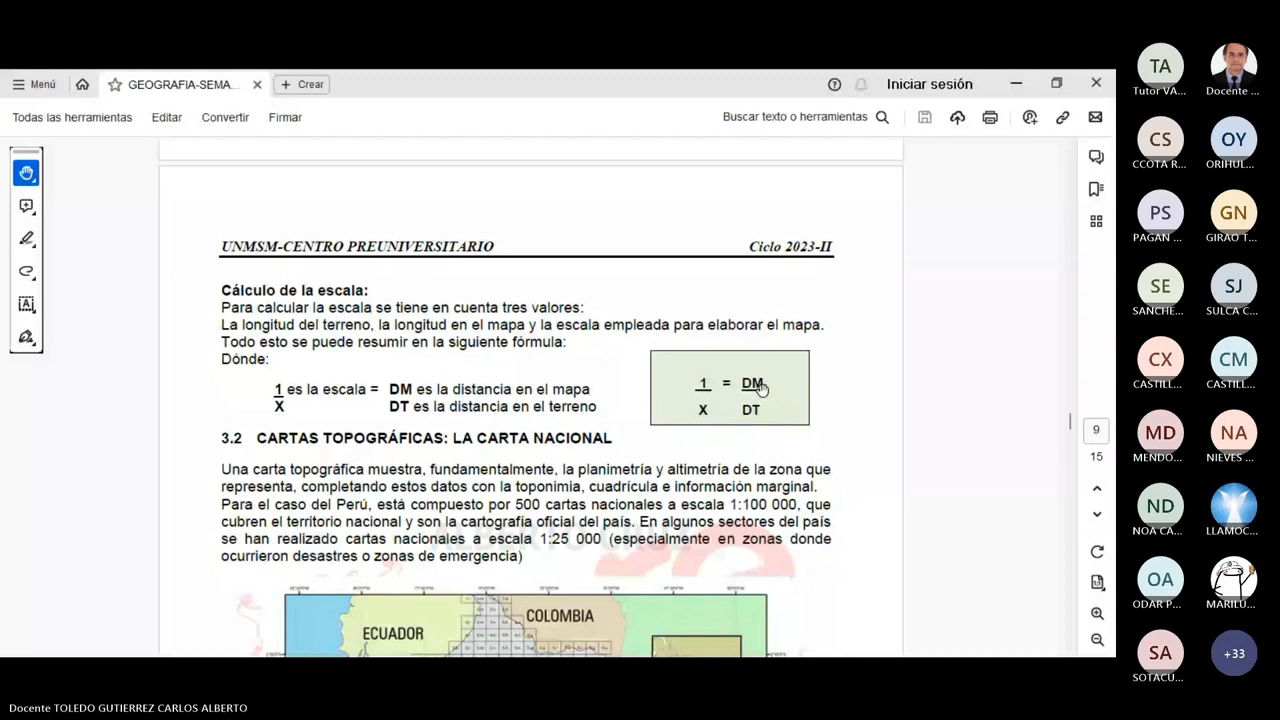 Menú
GEOGRAFIA-SEMA...
Crear
Iniciar sesión
Todas las herramientas
Editar
Convertir
Firmar
Buscar texto o herramientas
UNMSM-CENTRO PREUNIVERSITARIO
Ciclo 2023-II
Cálculo de la escala:
Para calcular la escala se tiene en cuenta tres valores:
La longitud del terreno, la longitud en el mapa y la escala empleada para elaborar el mapa.
Todo esto se puede resumir en la siguiente fórmula:
Dónde:
1 es la escala = DM es la distancia en el mapa
X DT es la distancia en el terreno
1 = DM
X DT
3.2 CARTAS TOPOGRÁFICAS: LA CARTA NACIONAL
Una carta topográfica muestra, fundamentalmente, la planimetría y altimetría de la zona que
representa, completando estos datos con la toponimia, cuadrícula e información marginal.
Para el caso del Perú, está compuesto por 500 cartas nacionales a escala 1:100 000, que
cubren el territorio nacional y son la cartografía oficial del país. En algunos sectores del país
se han realizado cartas nacionales a escala 1:25 000 (especialmente en zonas donde
ocurrieron desastres o zonas de emergencia)
ECUADOR
COLOMBIA
9
15
TA
Tutor VA...
Docente ...
CS
CCOTA R...
OY
ORIHUL...
PS
PAGAN ...
GN
GIRAO T...
SE
SANCHE...
SJ
SULCA C...
CX
CASTILL...
CM
CASTILL...
MD
MENDO...
NA
NIEVES ...
ND
NOA CA...
LLAMOC...
OA
ODAR P...
MARILU...
SA
SOTACU...
+33
Docente TOLEDO GUTIERREZ CARLOS ALBERTO